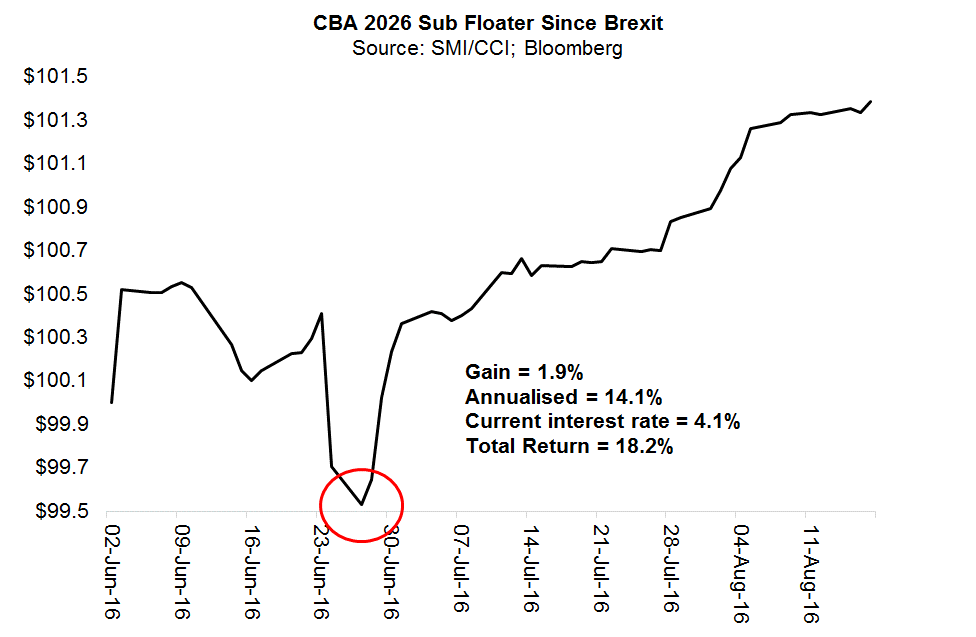 CBA 2026 Sub Floater Since Brexit
Source: SMI/CCI; Bloomberg
$101.5
$101.3
$101.1
$100.9
$100.7
$100.5
$100.3
$100.1
$99.9
$99.7
$99.5
Gain = 1.9%
Annualised = 14.1%
Current interest rate = 4.1%
Total Return = 18.2%
02-Jun-16
09-Jun-16
16-Jun-16
23-Jun-16
30-Jun-16
07-Jul-16
14-Jul-16
21-Jul-16
28-Jul-16
04-Aug-16
11-Aug-16